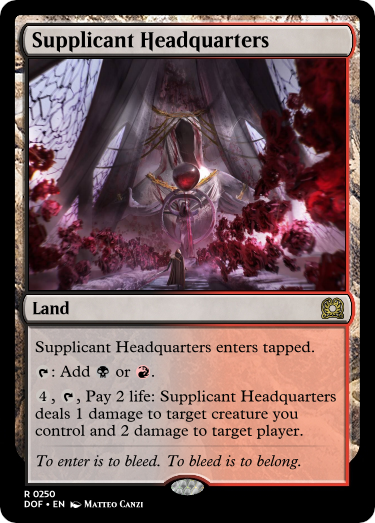 Supplicant Headquarters
Land
Supplicant Headquarters enters tapped.
: Add or .
4 , , Pay 2 life: Supplicant Headquarters
deals 1 damage to target creature you
control and 2 damage to target player.
To enter is to bleed. To bleed is to belong.
R 0250
DOF • EN Matteo Canzi